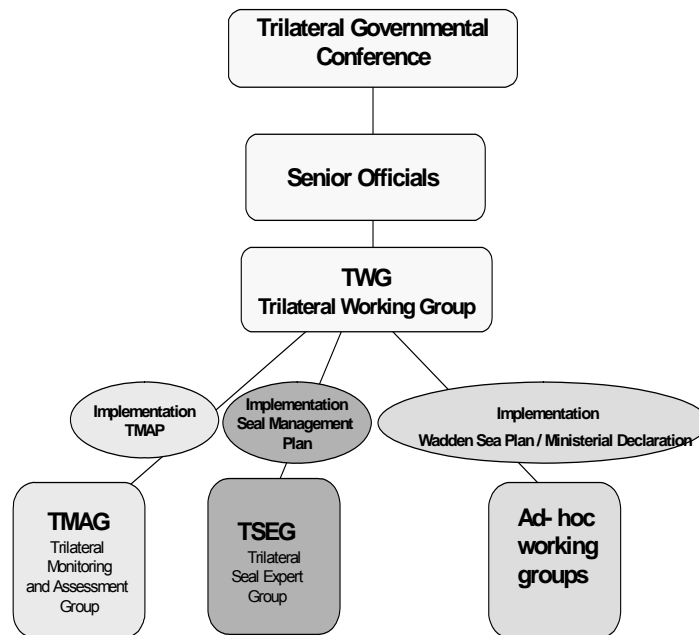 Trilateral Governmental
Conference
Senior Officials
TWG
Trilateral Working Group
Implementation
TMAP
Implementation
Seal Management
Plan
Implementation
Wadden Sea Plan / Ministerial Declaration
TMAG
Trilateral
Monitoring
and Assessment
Group
TSEG
Trilateral
Seal Expert
Group
Ad- hoc
working
groups